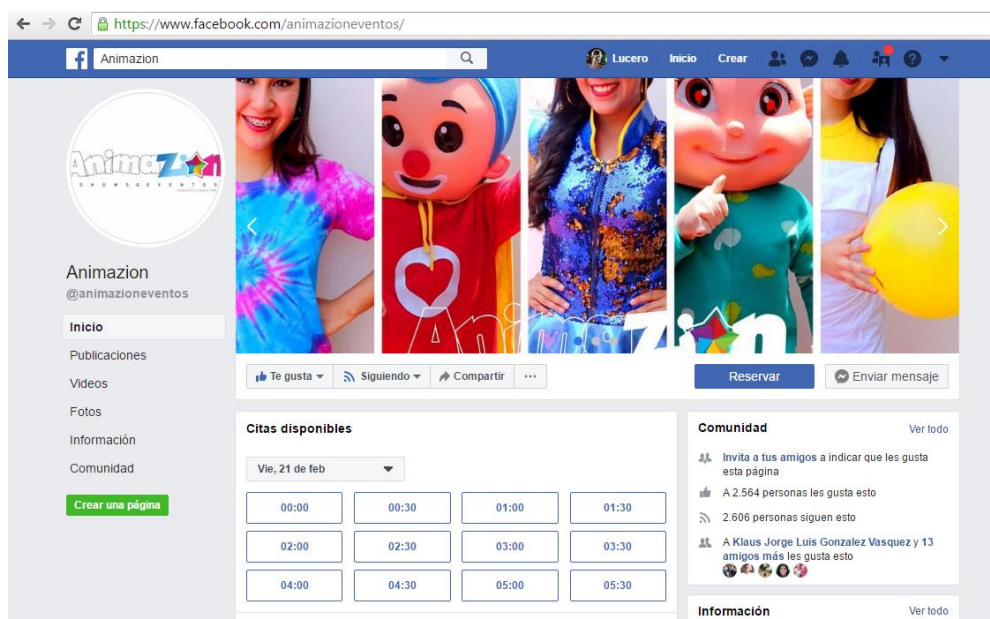 https://www.facebook.com/animazioneventos/
Animazion
Lucero
Inicio
Crear
AnimaZion
SHOWS&EVENTOS
Animazion
@animazioneventos
Inicio
Publicaciones
Videos
Fotos
Información
Comunidad
Crear una página
AnimaZion
Te gusta
Siguiendo
Compartir
Reservar
Enviar mensaje
Citas disponibles
Vie, 21 de feb
00:00 00:30 01:00 01:30
02:00 02:30 03:00 03:30
04:00 04:30 05:00 05:30
Comunidad Ver todo
Invita a tus amigos a indicar que les gusta
esta página
A 2.564 personas les gusta esto
2.606 personas siguen esto
A Klaus Jorge Luis Gonzalez Vasquez y 13
amigos más les gusta esto
Información Ver todo